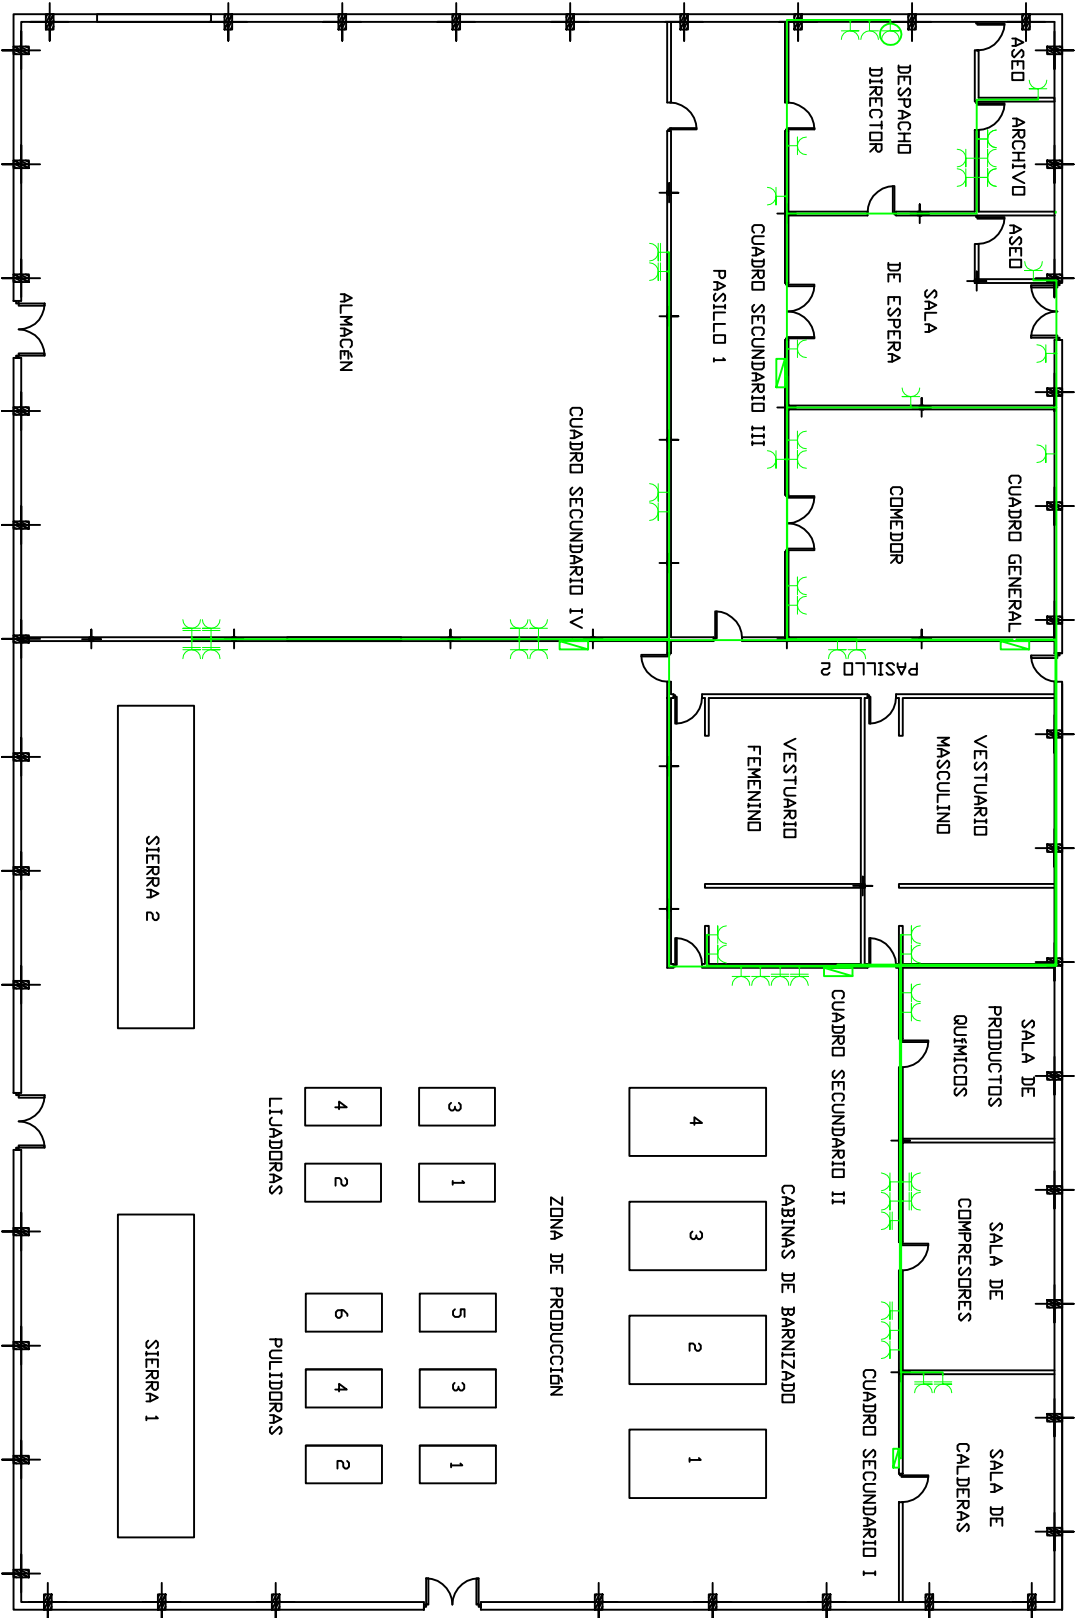 ASEO
ARCHIVO
ASEO
DESPACHO
DIRECTOR
SALA
DE ESPERA
COMEDOR
CUADRO GENERAL
CUADRO SECUNDARIO III
PASILLO 1
ALMACÉN
CUADRO SECUNDARIO IV
PASILLO 2
VESTUARIO
MASCULINO
VESTUARIO
FEMENINO
SALA DE
PRODUCTOS
QUÍMICOS
CUADRO SECUNDARIO II
SALA DE
COMPRESORES
SALA DE
CALDERAS
CUADRO SECUNDARIO I
CABINAS DE BARNIZADO
4
3
2
1
ZONA DE PRODUCCIÓN
3
1
5
3
1
4
2
6
4
2
LIJADORAS
PULIDORAS
SIERRA 2
SIERRA 1